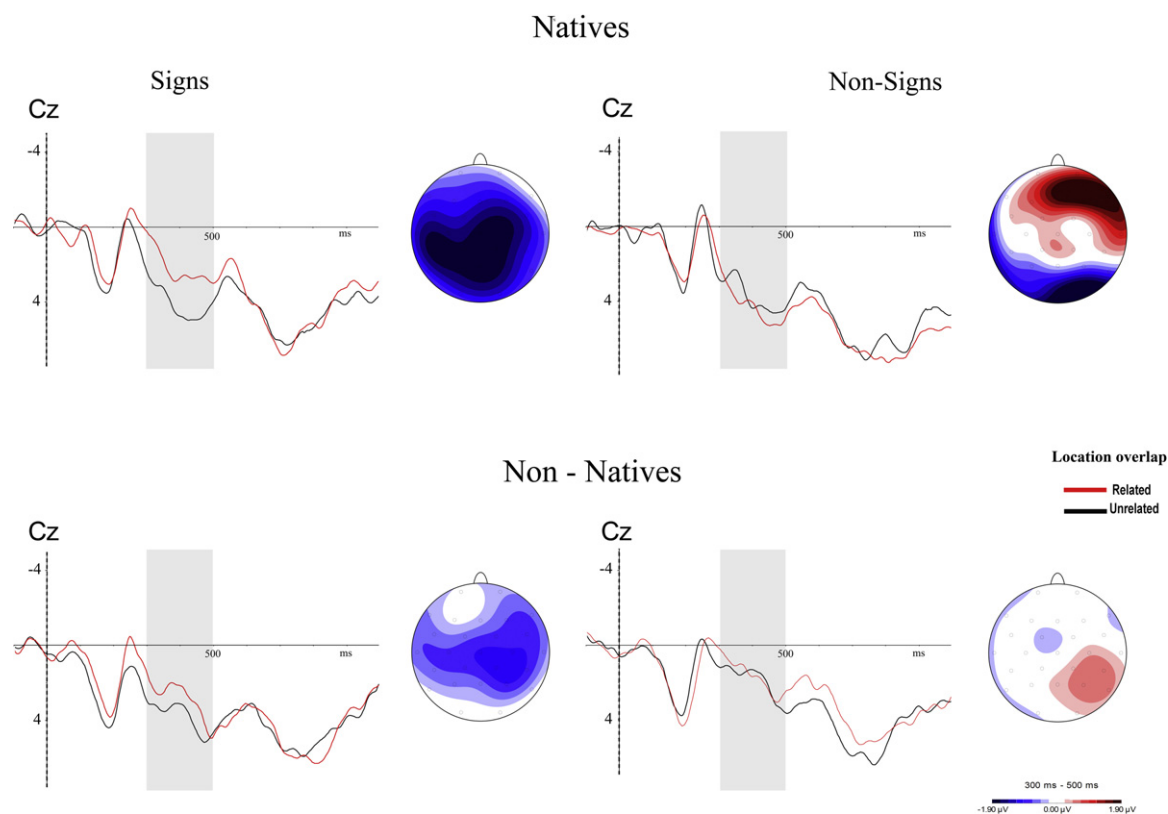 Natives
Signs
Non-Signs
Cz
-4
500
ms
4
Cz
-4
500
ms
4
Non - Natives
Location overlap
Related
Unrelated
Cz
-4
500
ms
4
Cz
-4
500
ms
4
300 ms - 500 ms
-1.90 µV 0.00 µV 1.90 µV